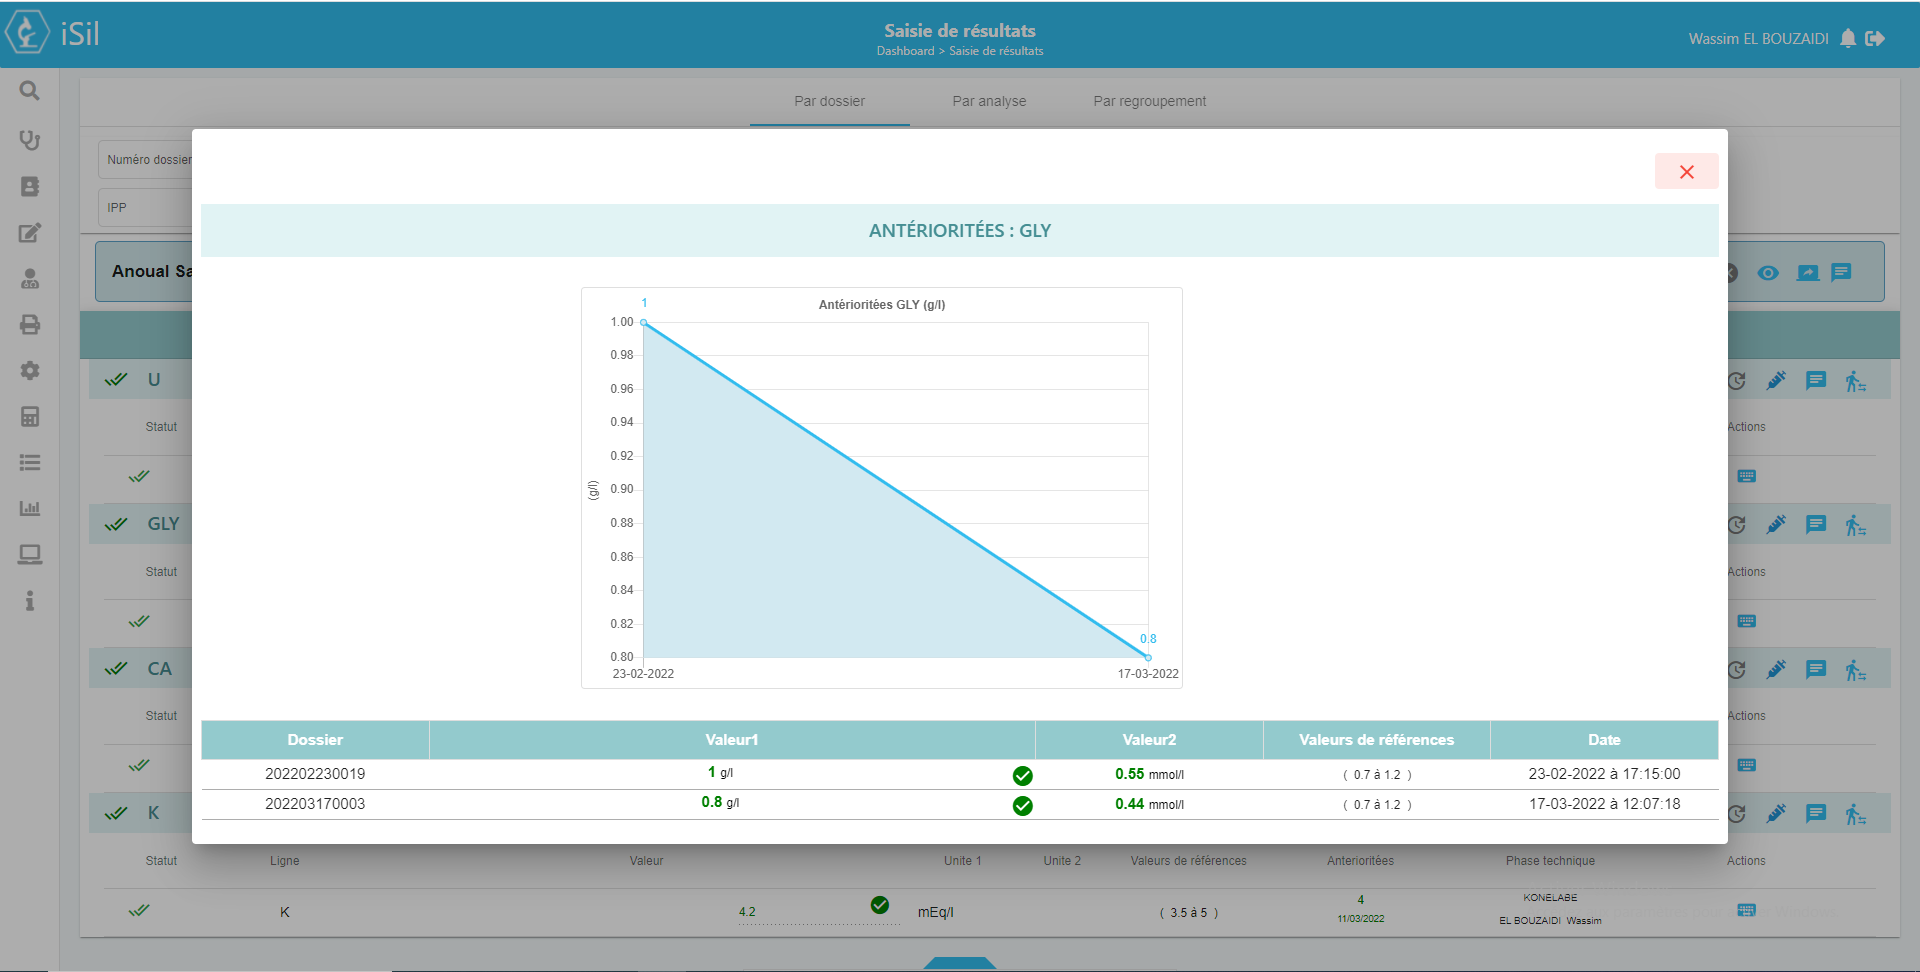 iSil
Saisie de résultats
Dashboard > Saisie de résultats
Wassim EL BOUZAIDI
Par dossier
Par analyse
Par regroupement
Numéro dossier
IPP
Anoual Sa
ANTÉRIORITÉES : GLY
Antérioritées GLY (g/l)
1
1.00
0.98
0.96
0.94
0.92
0.90
0.88
0.86
0.84
0.82
0.80
(g/l)
0.8
23-02-2022
17-03-2022
Dossier Valeur1 Valeur2 Valeurs de références Date
202202230019 1 g/l 0.55 mmol/l ( 0.7 à 1.2 ) 23-02-2022 à 17:15:00
202203170003 0.8 g/l 0.44 mmol/l ( 0.7 à 1.2 ) 17-03-2022 à 12:07:18
U
Statut
Actions
GLY
Statut
Actions
CA
Statut
Actions
K
Statut Ligne Valeur Unite 1 Unite 2 Valeurs de références Anterioritées Phase technique Actions
K 4.2 mEq/l ( 3.5 à 5 ) 4
11/03/2022
KONELABE
EL BOUZAIDI Wassim